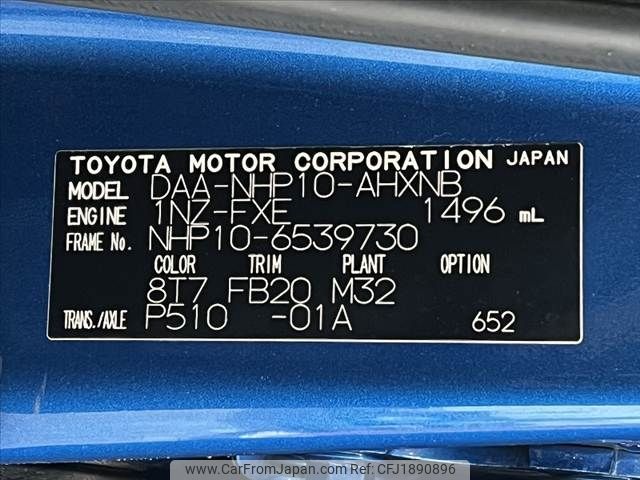 TOYOTA MOTOR CORPORATION JAPAN
MODEL DAA-NHP10-AHXNB
ENGINE 1NZ-FXE 1496 mL
FRAME No. NHP10-6539730
COLOR TRIM PLANT OPTION
8T7 FB20 M32
TRANS./AXLE P510 -01A 652
www.CarFromJapan.com Ref:CFJ1890896